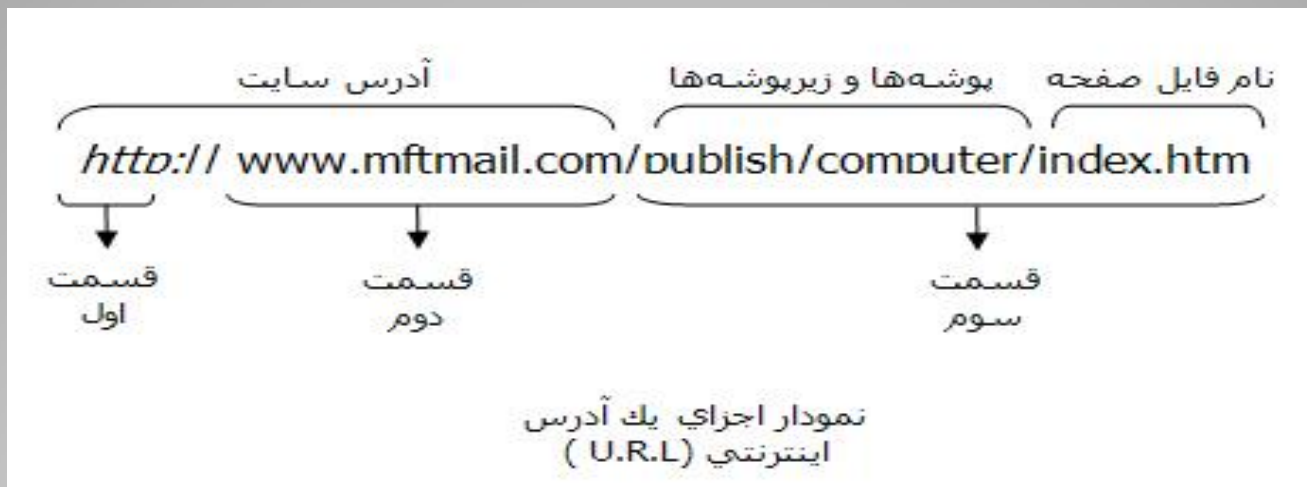 آدرس سایت
پوشه‌ها و زیرپوشه‌ها
نام فایل صفحه
http:// www.mftmail.com/publish/computer/index.htm
قسمت
اول
قسمت
دوم
قسمت
سوم
نمودار اجزاي يك آدرس
اينترنتي (U.R.L )